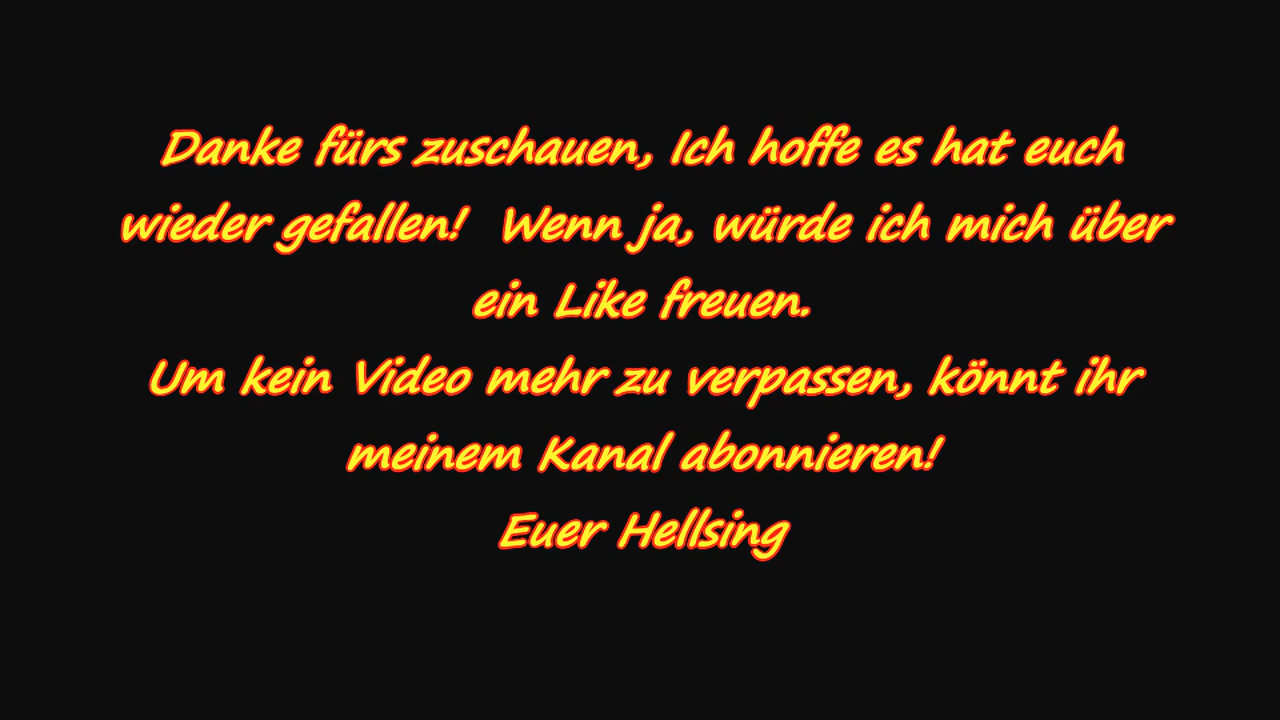 Danke fürs zuschauen, Ich hoffe es hat euch
wieder gefallen!  Wenn ja, würde ich mich über
ein Like freuen.
Um kein Video mehr zu verpassen, könnt ihr
meinem Kanal abonnieren!
Euer Hellsing